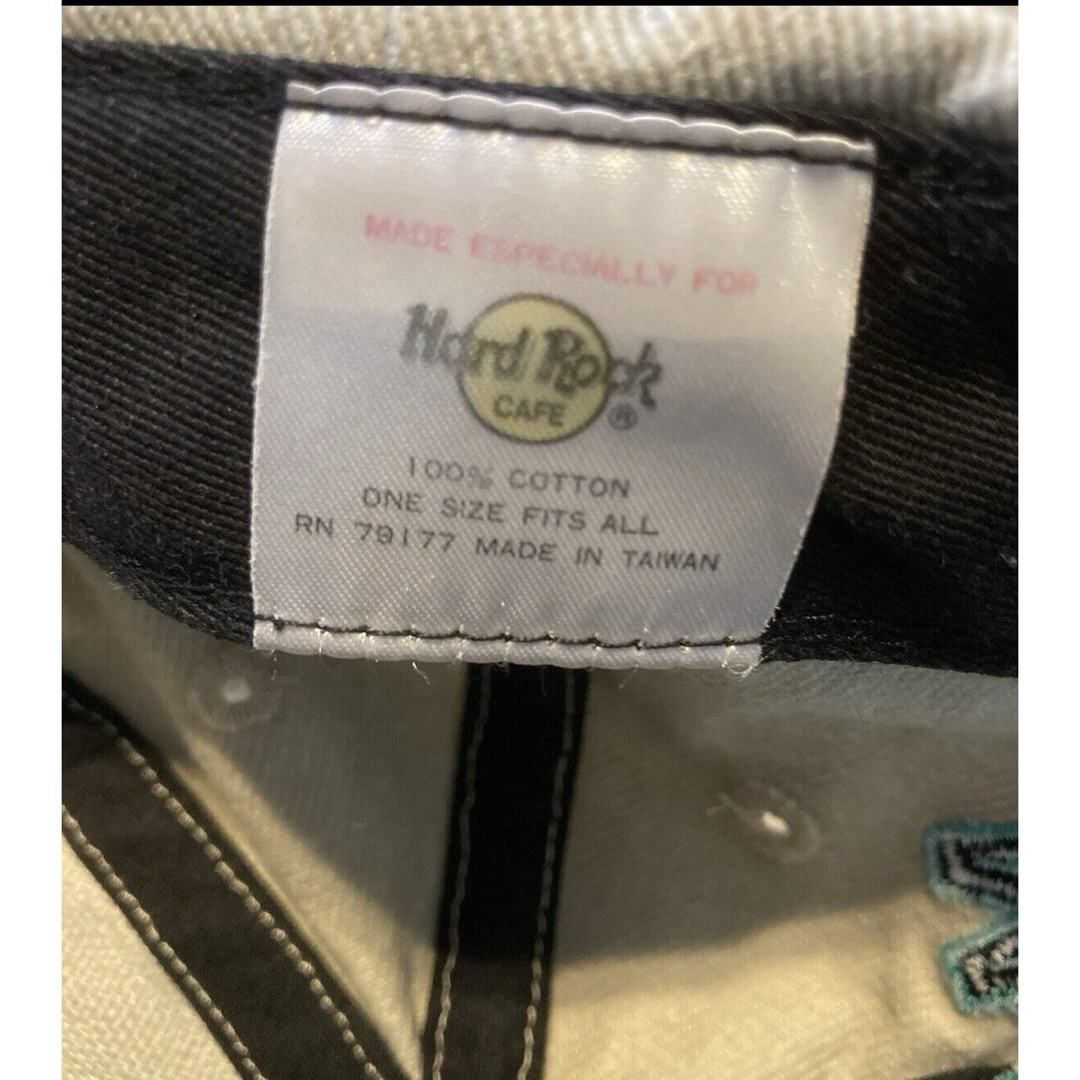 MADE ESPECIALLY FOR
Hard Rock
CAFE ®
100% COTTON
ONE SIZE FITS ALL
RN 79177 MADE IN TAIWAN